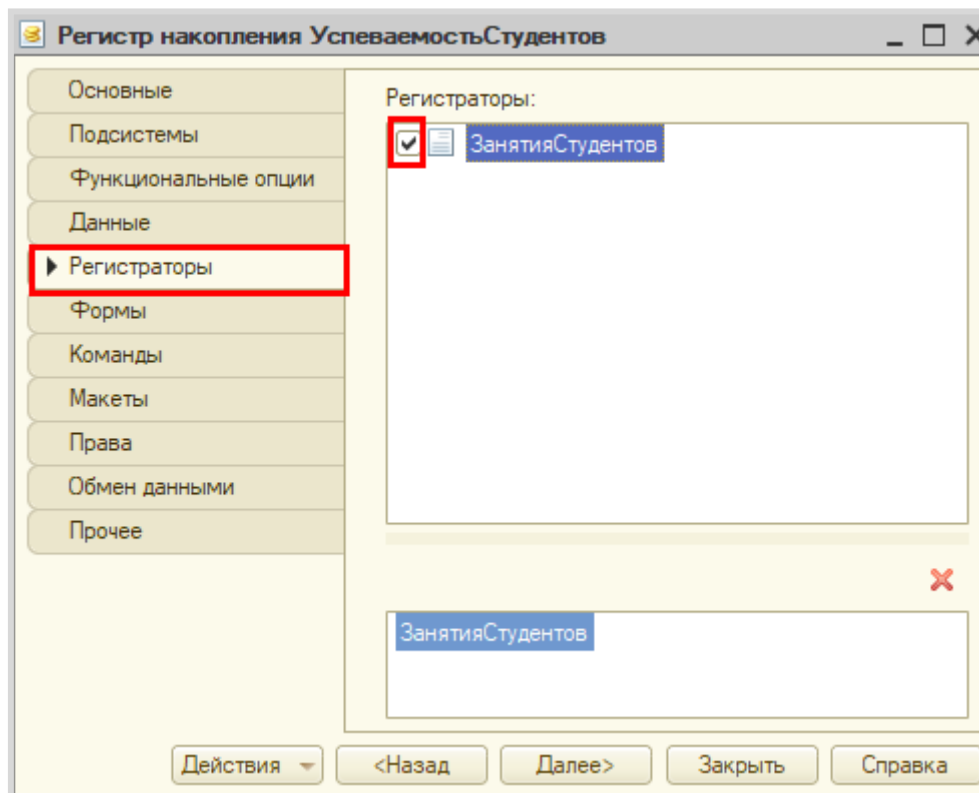 Регистр накопления УспеваемостьСтудентов
Основные
Подсистемы
Функциональные опции
Данные
Регистраторы
Формы
Команды
Макеты
Права
Обмен данными
Прочее
Регистраторы:
ЗанятияСтудентов
ЗанятияСтудентов
Действия
<Назад
Далее>
Закрыть
Справка